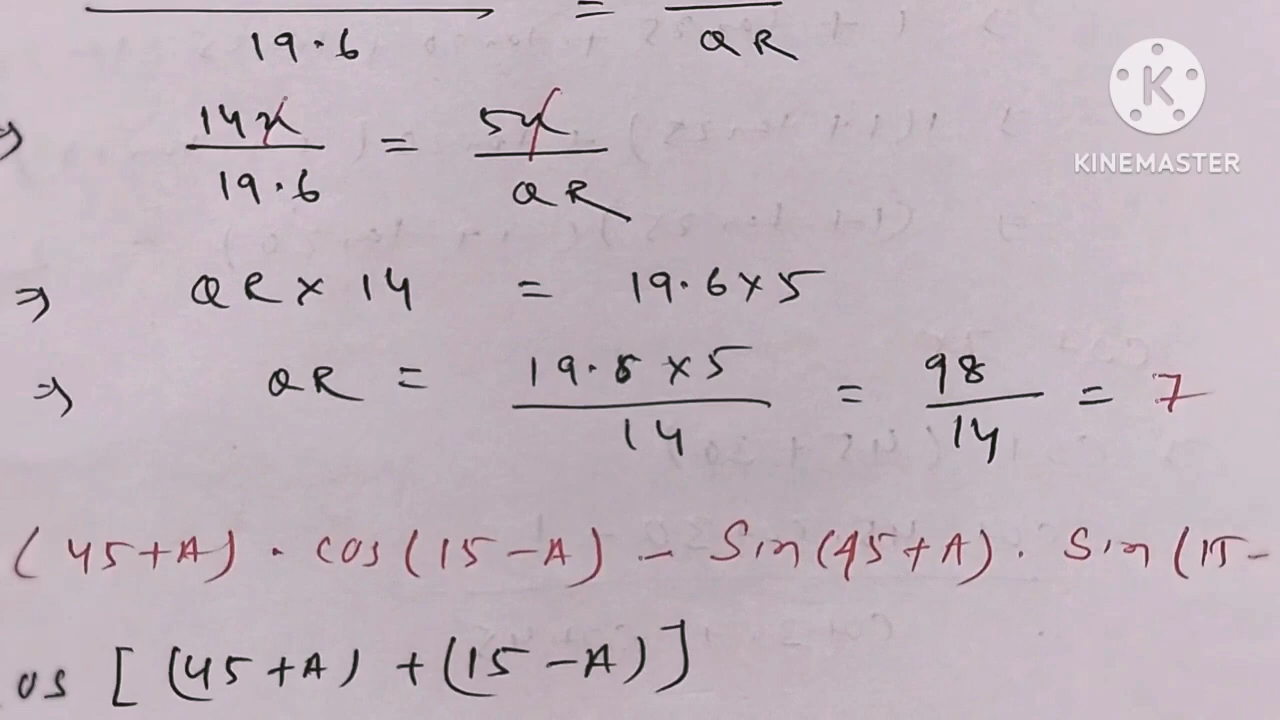 19.6 = QR
⇒ 14x/19.6 = 5x/QR
KINEMASTER
⇒ QR × 14 = 19.6 × 5
⇒ QR = 19.6 × 5/14 = 98/14 = 7
(45+A) · cos(15-A) - Sin(45+A) · Sin(15-
os [(45+A) + (15-A)]